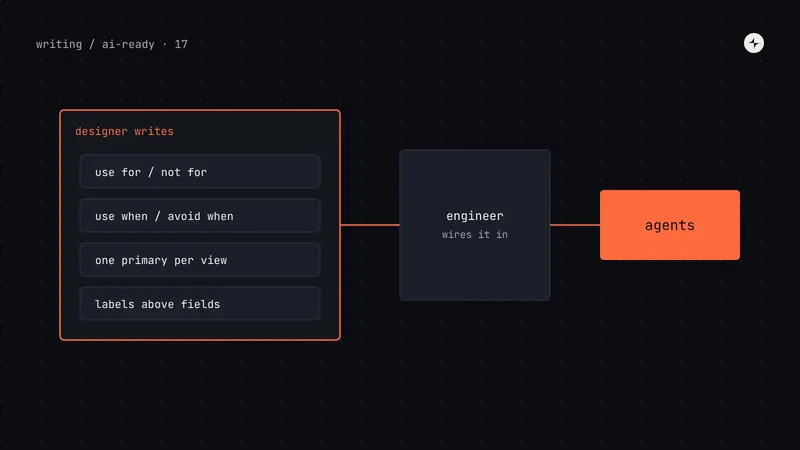 writing / ai-ready · 17
designer writes
use for / not for
use when / avoid when
one primary per view
labels above fields
engineer
wires it in
agents